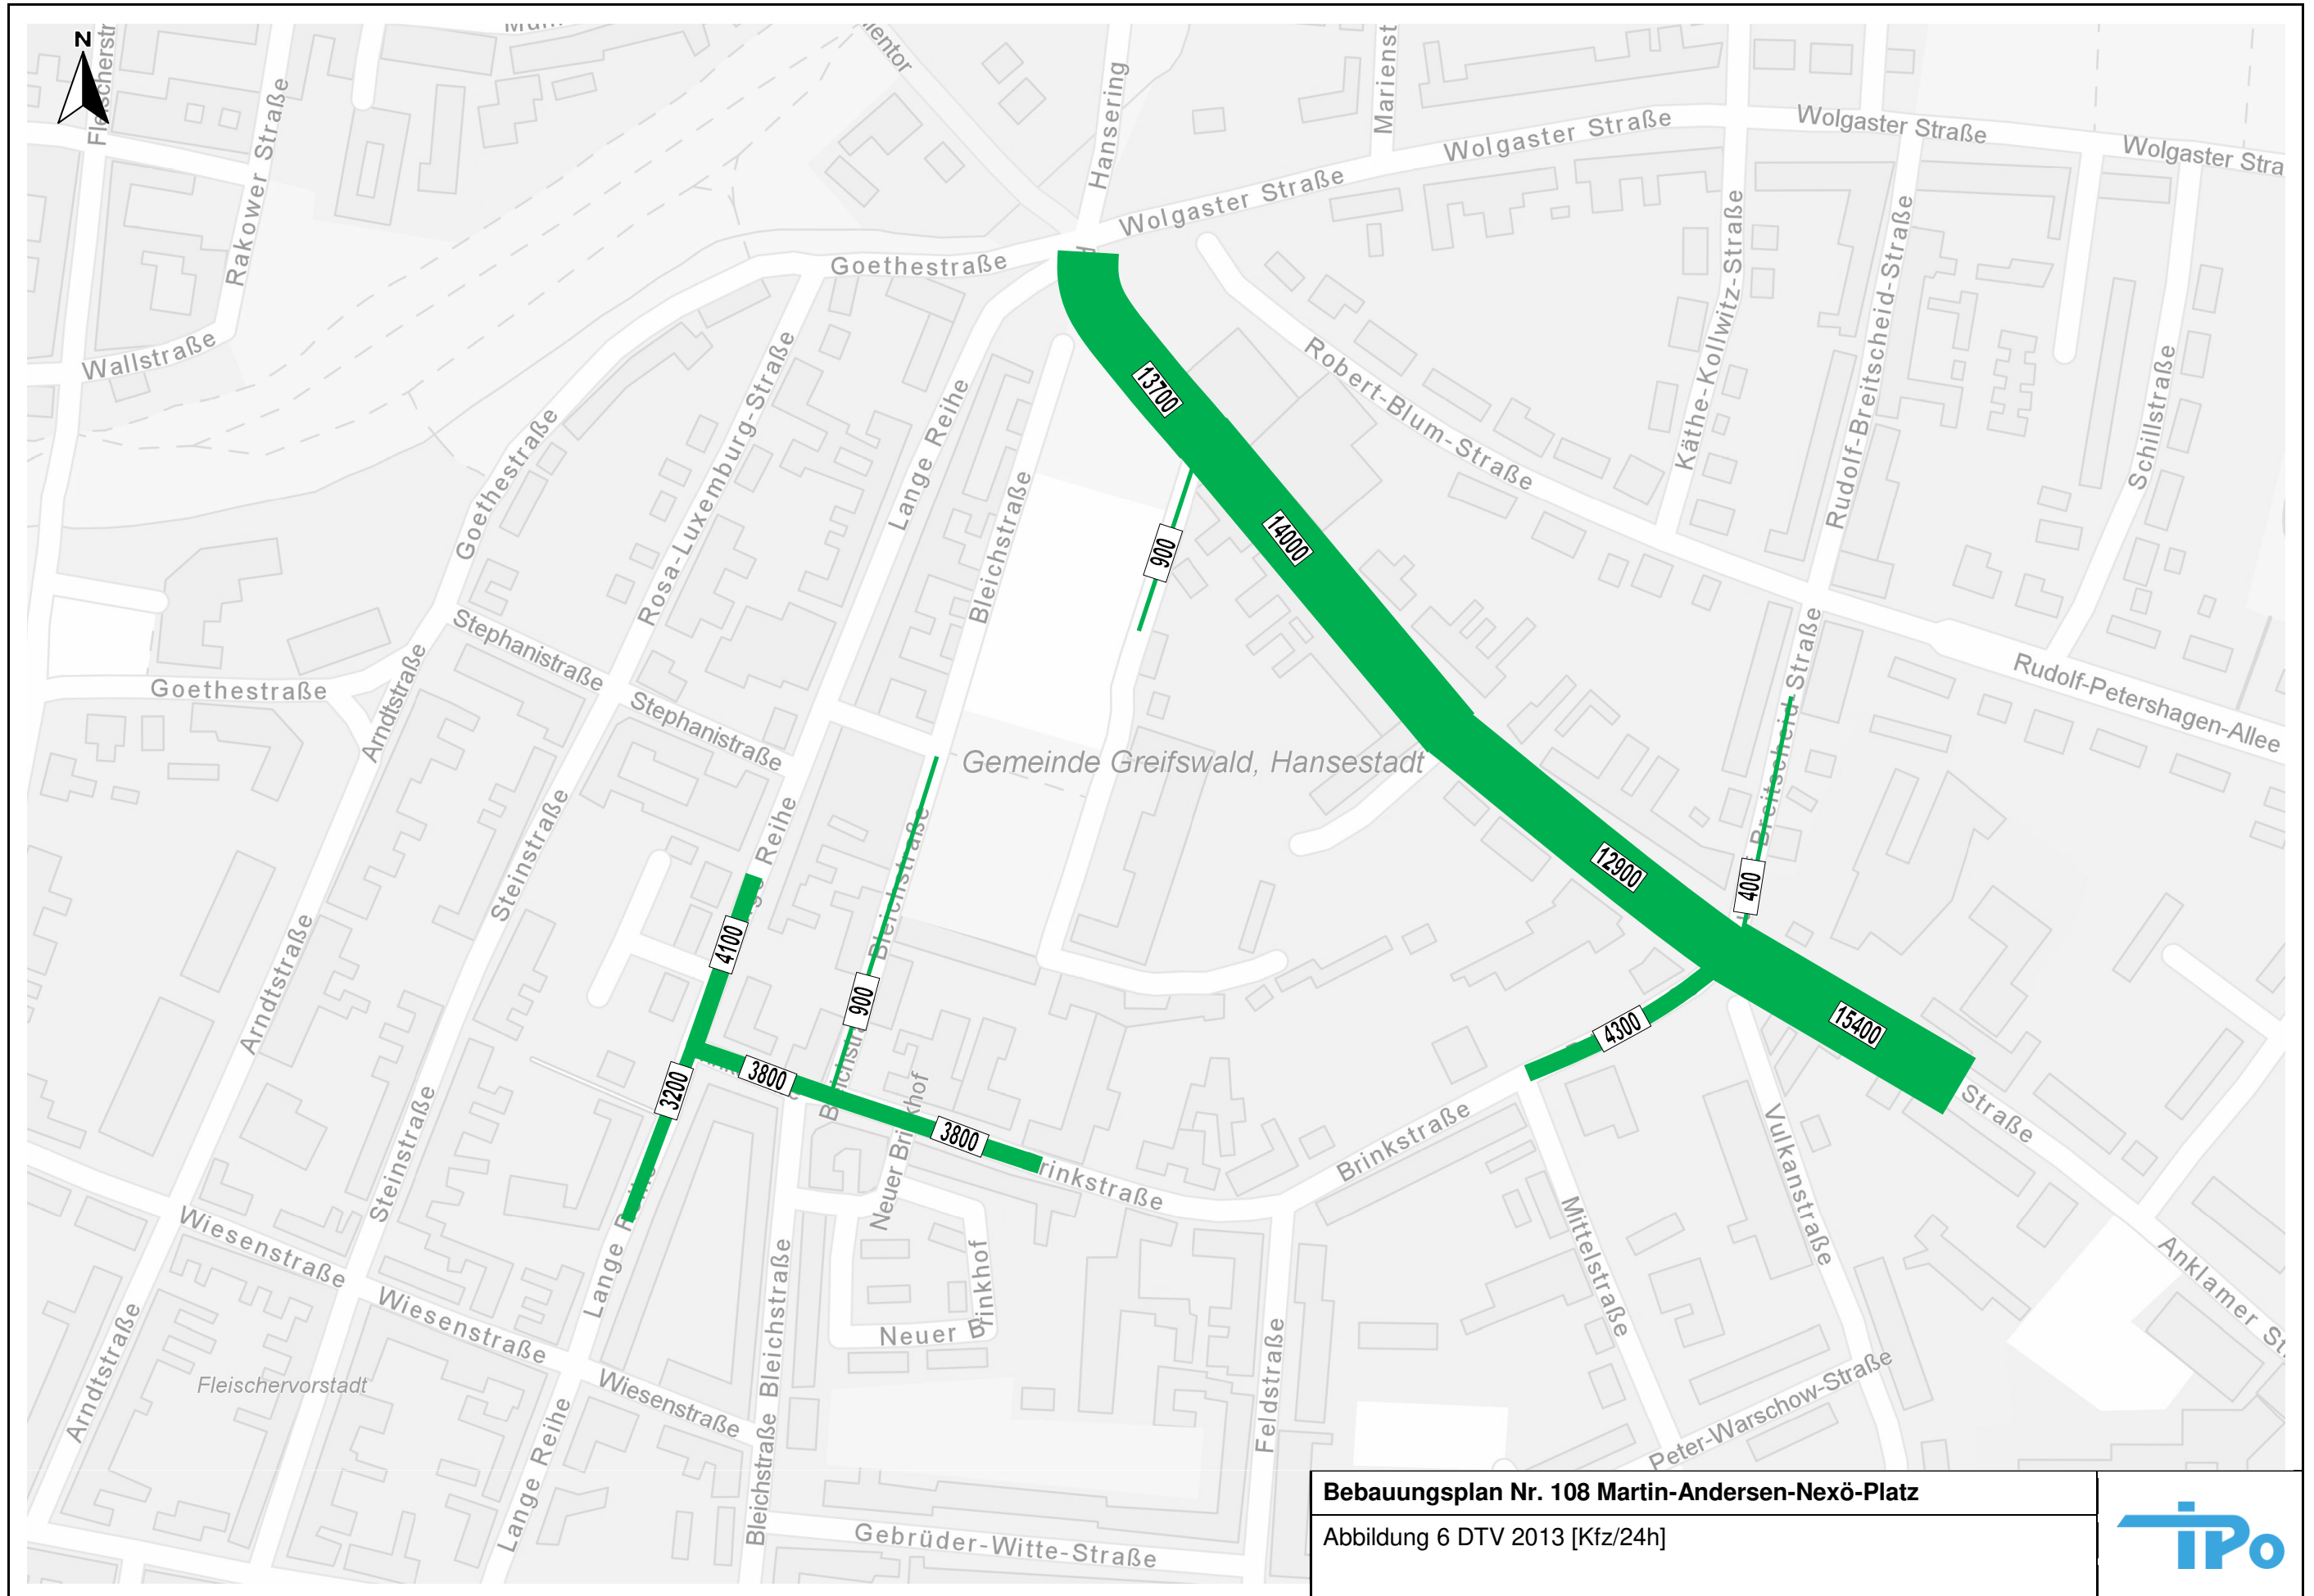 N
Fleischerstr
Rakower Straße
Hansering
Marienst
Wolgaster Straße
Wolgaster Straße
Wolgaster Straße
Wolgaster Stra
Goethestraße
Wallstraße
13700
Robert-Blum-Straße
Käthe-Kollwitz-Straße
Rudolf-Breitscheid-Straße
Schillstraße
Goethestraße
Rosa-Luxemburg-Straße
Lange Reihe
Bleichstraße
900
14000
Stephanistraße
Stephanistraße
Goethestraße
Arndtstraße
Rudolf-Petershagen-Allee
Gemeinde Greifswald, Hansestadt
Breitscheid-Straße
Steinstraße
Reihe
Bleichstraße
12900
400
4100
900
Arndtstraße
15400
4300
3800
3200
3800
Neuer Brinkhof
Brinkstraße
rinkstraße
Straße
Vulkanstraße
Mittelstraße
Steinstraße
Wiesenstraße
Wiesenstraße
Wiesenstraße
Lange
Bleichstraße
Neuer
Brinkhof
Feldstraße
Anklamer St
Arndtstraße
Fleischervorstadt
Lange Reihe
Bleichstraße
Peter-Warschow-Straße
Gebrüder-Witte-Straße
Bebauungsplan Nr. 108 Martin-Andersen-Nexö-Platz
Abbildung 6 DTV 2013 [Kfz/24h]
iPo